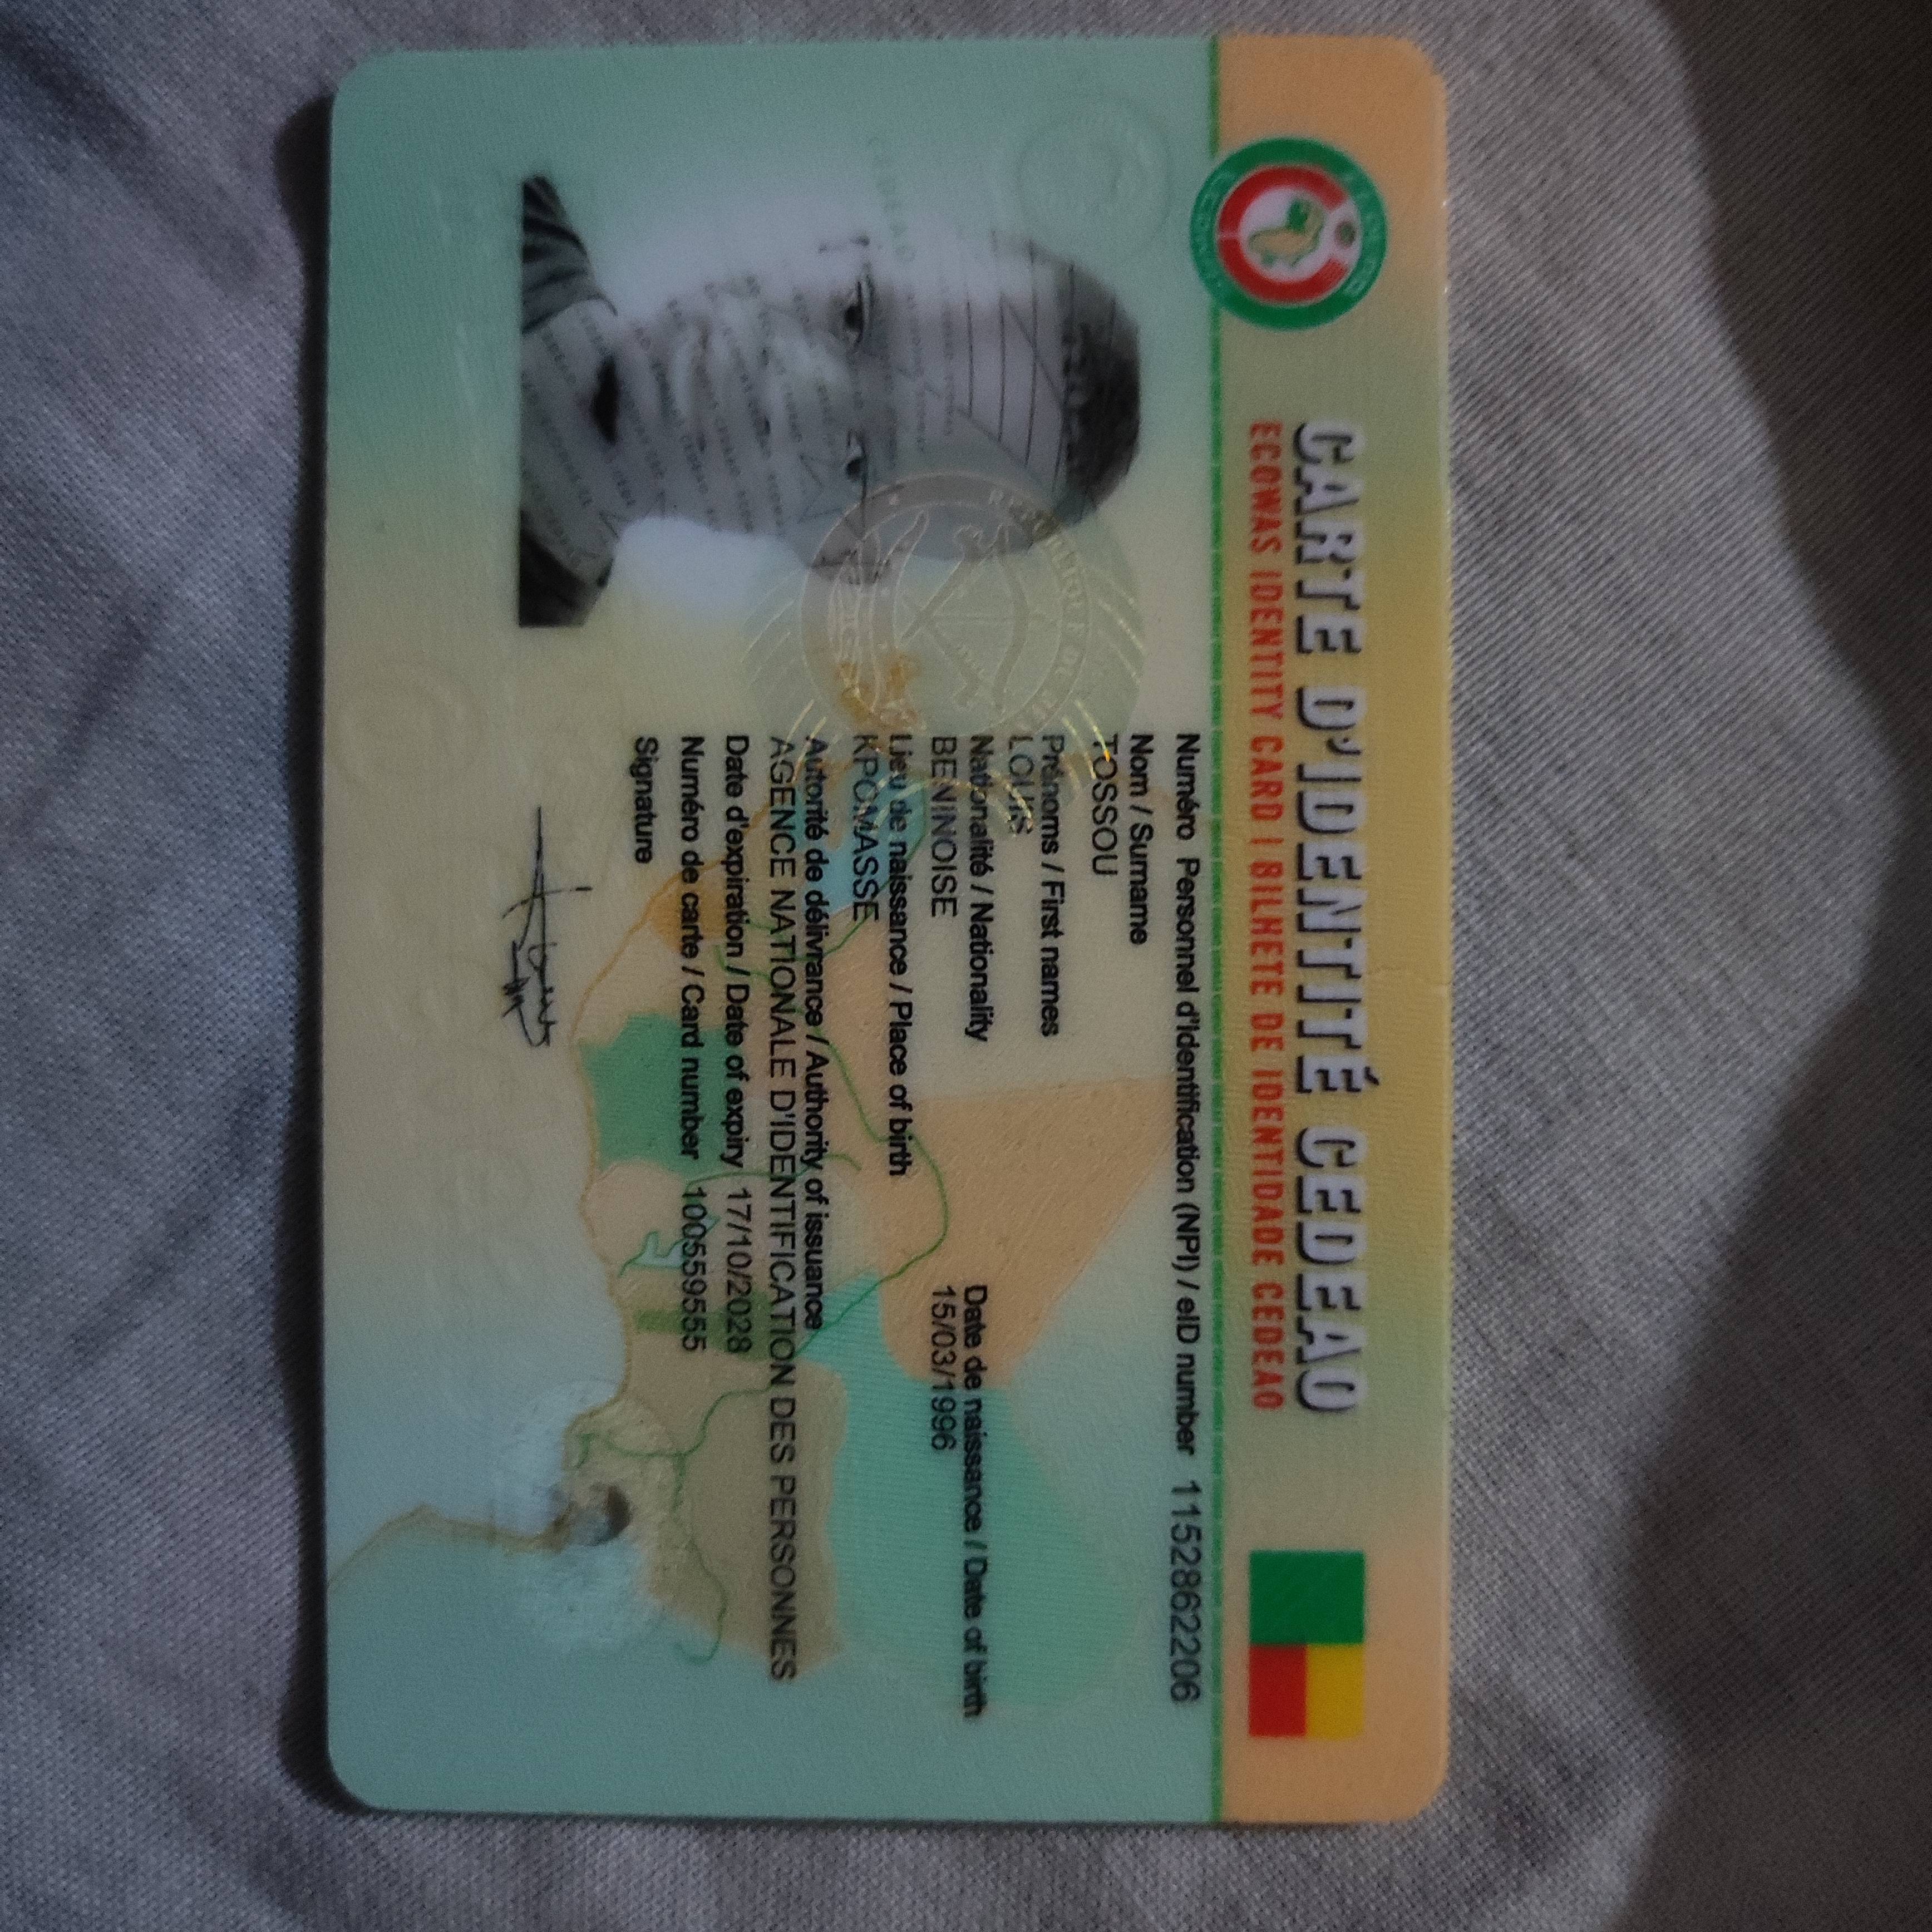 CARTE D'IDENTITÉ CEDEAO
ECOWAS IDENTITY CARD | BILHETE DE IDENTIDADE CEDEAO
Numéro Personnel d'Identification (NPI) / eID number 1152862206
Nom / Surname
TOSSOU
Prénoms / First names
LOUIS
Nationalité / Nationality
Date de naissance / Date of birth
BENINOISE
15/03/1996
Lieu de naissance / Place of birth
KPOMASSE
Autorité de délivrance / Authority of issuance
AGENCE NATIONALE D'IDENTIFICATION DES PERSONNES
Date d'expiration / Date of expiry 17/10/2028
Numéro de carte / Card number 100559555
Signature